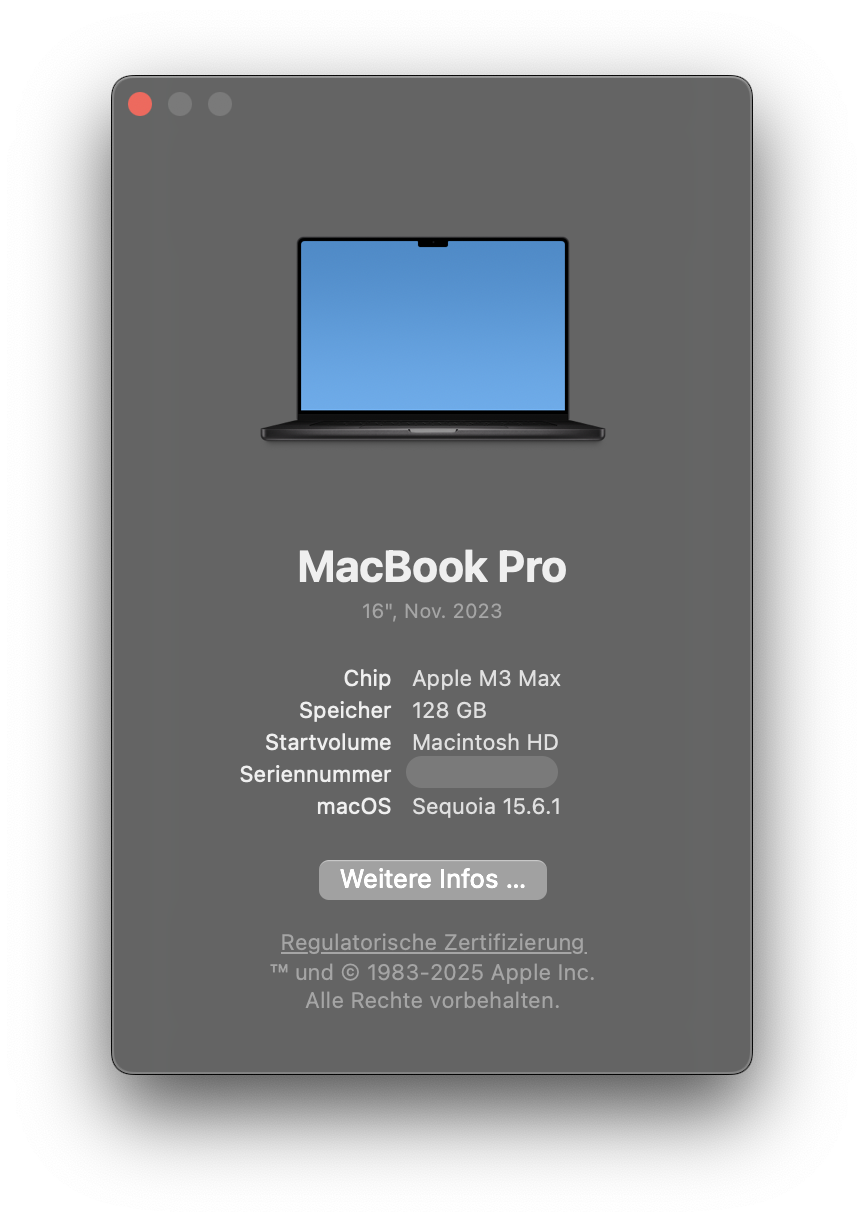 MacBook Pro
16", Nov. 2023
Chip Apple M3 Max
Speicher 128 GB
Startvolume Macintosh HD
Seriennummer
macOS Sequoia 15.6.1
Weitere Infos ...
Regulatorische Zertifizierung
™ und © 1983-2025 Apple Inc.
Alle Rechte vorbehalten.